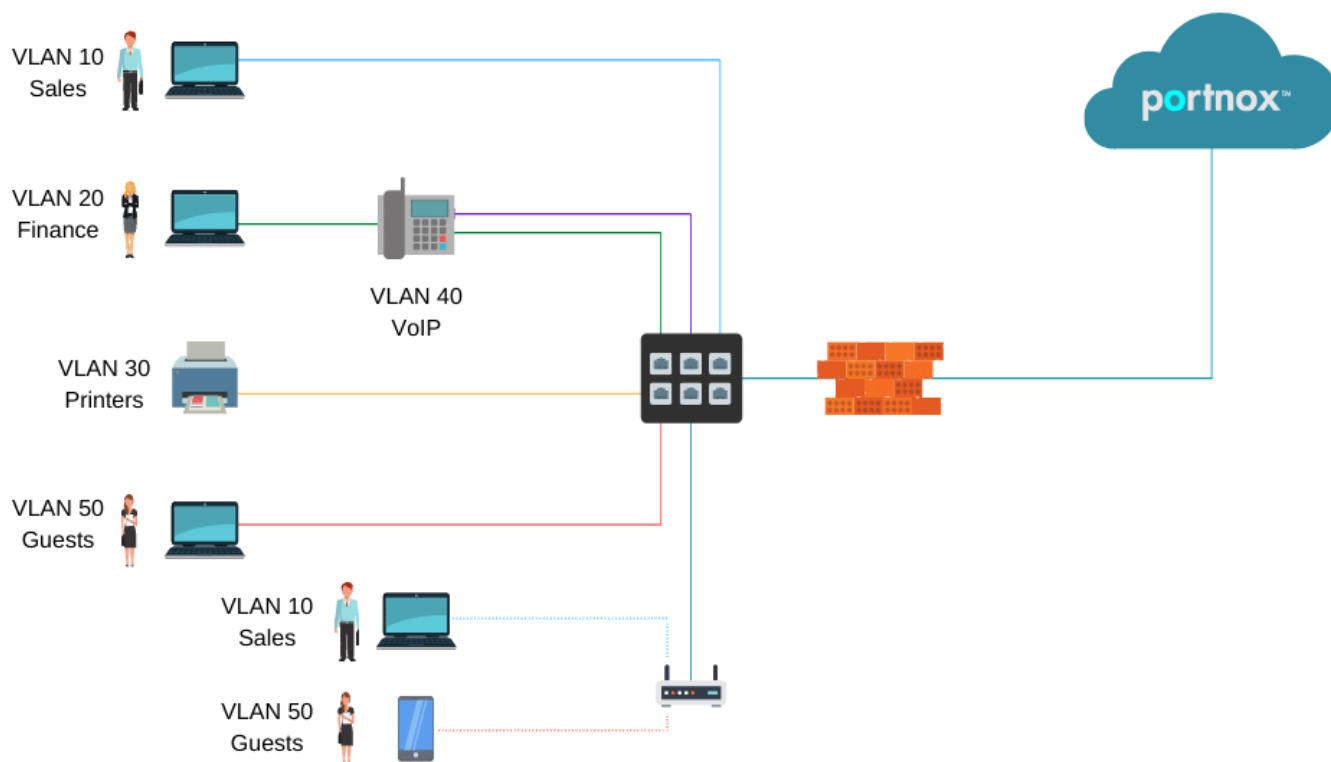 VLAN 10
Sales
portnox™
VLAN 20
Finance
VLAN 40
VoIP
VLAN 30
Printers
VLAN 50
Guests
VLAN 10
Sales
VLAN 50
Guests